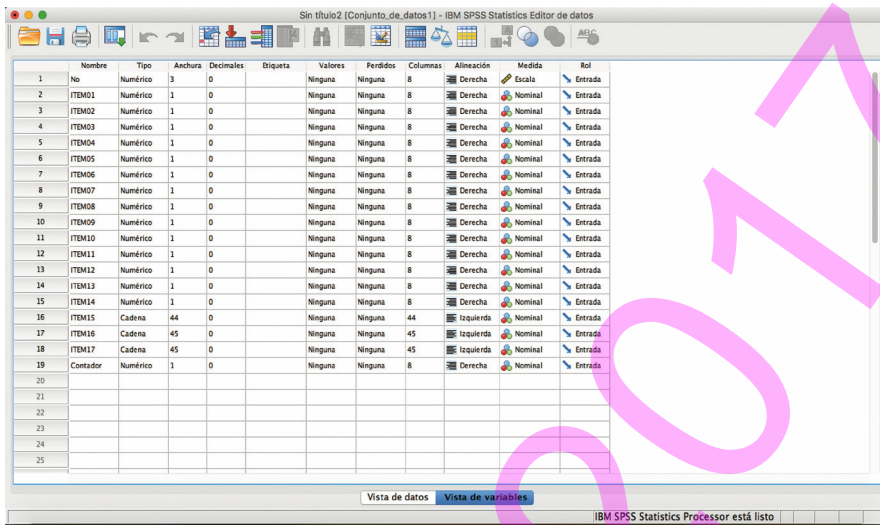 Sin título2 [Conjunto_de_datos1] - IBM SPSS Statistics Editor de datos
Nombre Tipo Anchura Decimales Etiqueta Valores Perdidos Columnas Alineación Medida Rol
1 No Numérico 3 0 Ninguna Ninguna 8 Derecha Escala Entrada
2 ITEM01 Numérico 1 0 Ninguna Ninguna 8 Derecha Nominal Entrada
3 ITEM02 Numérico 1 0 Ninguna Ninguna 8 Derecha Nominal Entrada
4 ITEM03 Numérico 1 0 Ninguna Ninguna 8 Derecha Nominal Entrada
5 ITEM04 Numérico 1 0 Ninguna Ninguna 8 Derecha Nominal Entrada
6 ITEM05 Numérico 1 0 Ninguna Ninguna 8 Derecha Nominal Entrada
7 ITEM06 Numérico 1 0 Ninguna Ninguna 8 Derecha Nominal Entrada
8 ITEM07 Numérico 1 0 Ninguna Ninguna 8 Derecha Nominal Entrada
9 ITEM08 Numérico 1 0 Ninguna Ninguna 8 Derecha Nominal Entrada
10 ITEM09 Numérico 1 0 Ninguna Ninguna 8 Derecha Nominal Entrada
11 ITEM10 Numérico 1 0 Ninguna Ninguna 8 Derecha Nominal Entrada
12 ITEM11 Numérico 1 0 Ninguna Ninguna 8 Derecha Nominal Entrada
13 ITEM12 Numérico 1 0 Ninguna Ninguna 8 Derecha Nominal Entrada
14 ITEM13 Numérico 1 0 Ninguna Ninguna 8 Derecha Nominal Entrada
15 ITEM14 Numérico 1 0 Ninguna Ninguna 8 Derecha Nominal Entrada
16 ITEM15 Cadena 44 0 Ninguna Ninguna 44 Izquierda Nominal Entrada
17 ITEM16 Cadena 45 0 Ninguna Ninguna 45 Izquierda Nominal Entrada
18 ITEM17 Cadena 45 0 Ninguna Ninguna 45 Izquierda Nominal Entrada
19 Contador Numérico 1 0 Ninguna Ninguna 8 Derecha Nominal Entrada
20
21
22
23
24
25
Vista de datos Vista de variables
IBM SPSS Statistics Processor está listo